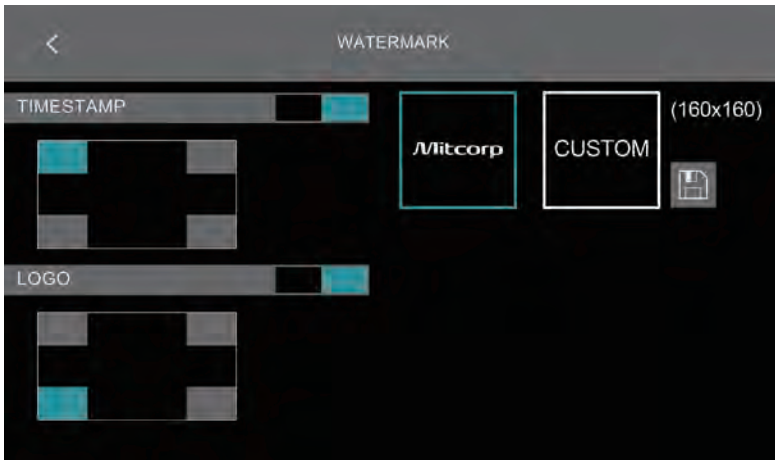 WATERMARK
TIMESTAMP
Mitcorp
CUSTOM
(160x160)
LOGO